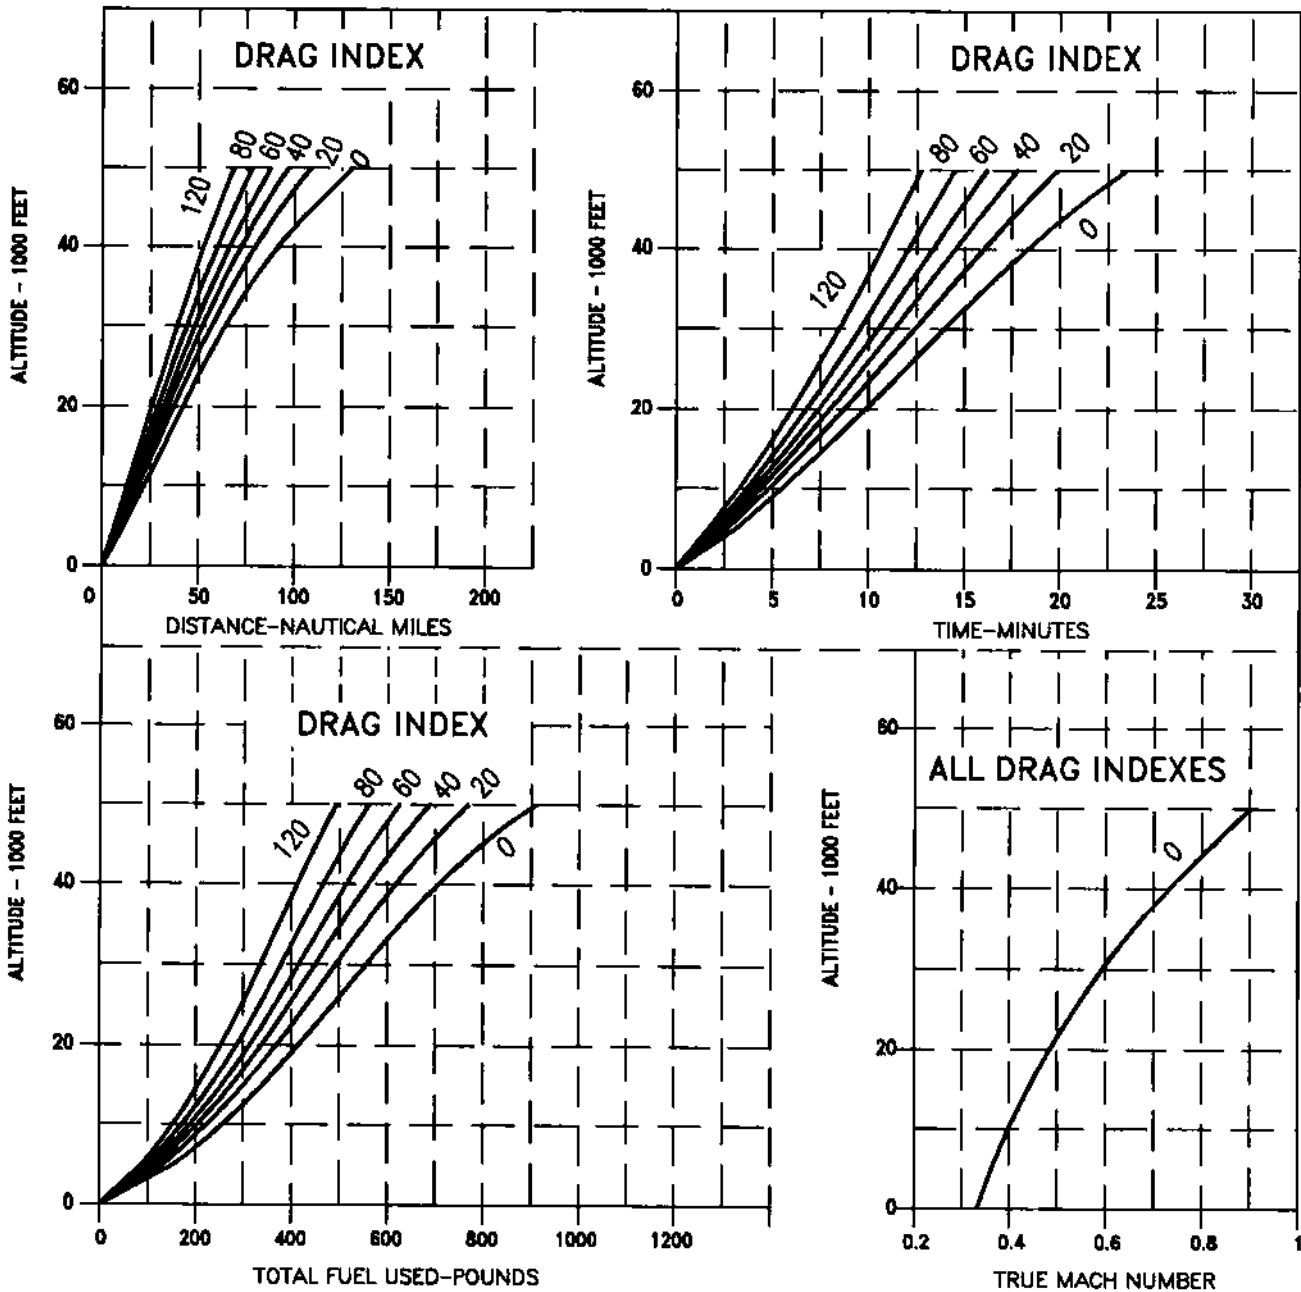 DRAG INDEX
60
40
20
0
120
80
60
40
20
0
ALTITUDE - 1000 FEET
0 50 100 150 200
DISTANCE-NAUTICAL MILES
DRAG INDEX
60
40
20
0
120
80
60
40
20
0
ALTITUDE - 1000 FEET
0 5 10 15 20 25 30
TIME-MINUTES
DRAG INDEX
60
40
20
0
120
80
60
40
20
0
ALTITUDE - 1000 FEET
0 200 400 600 800 1000 1200
TOTAL FUEL USED-POUNDS
ALL DRAG INDEXES
60
40
20
0
0
ALTITUDE - 1000 FEET
0.2 0.4 0.6 0.8 1
TRUE MACH NUMBER